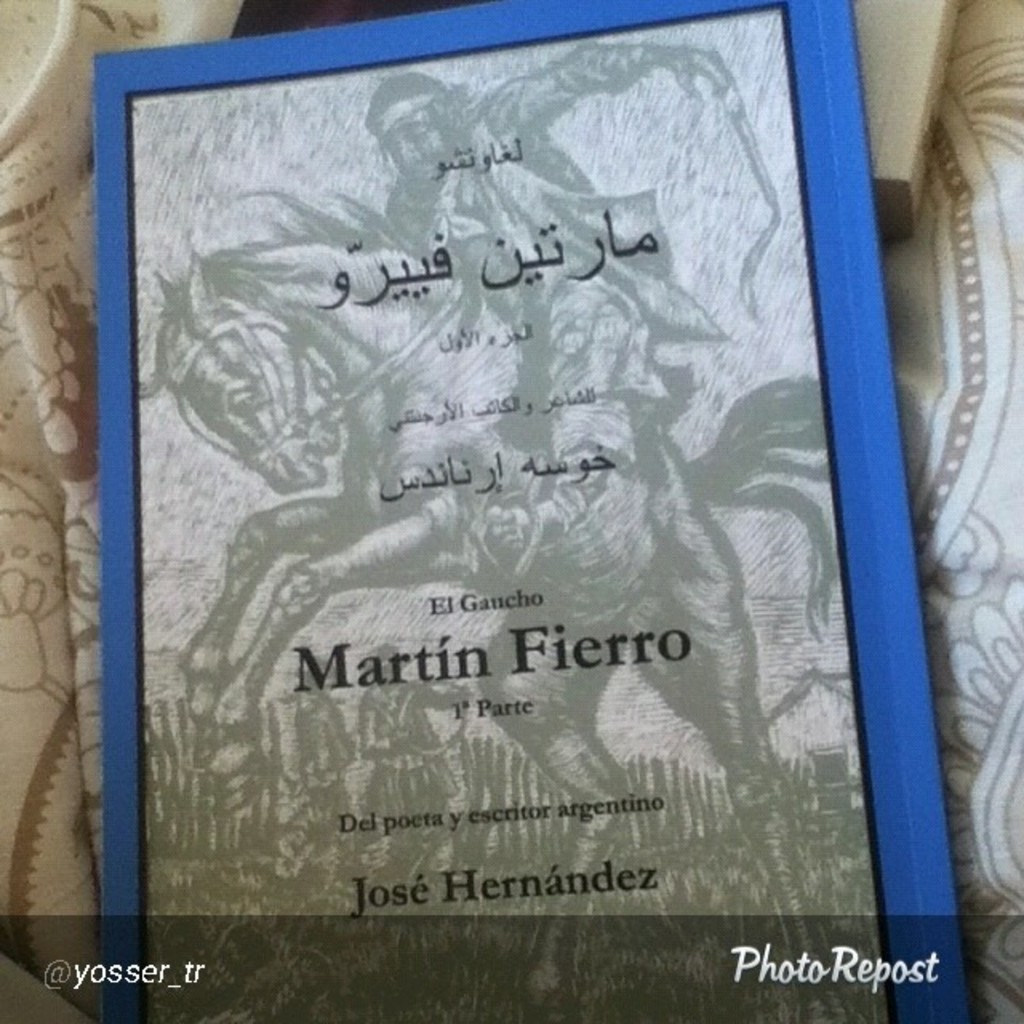 لغاوتشو
مارتين فييرّو
الجزء الأول
للشاعر والكاتب الأرجنتيني
خوسه إرناندس
El Gaucho
Martín Fierro
1ª Parte
Del poeta y escritor argentino
José Hernández
@yosser_tr
PhotoRepost